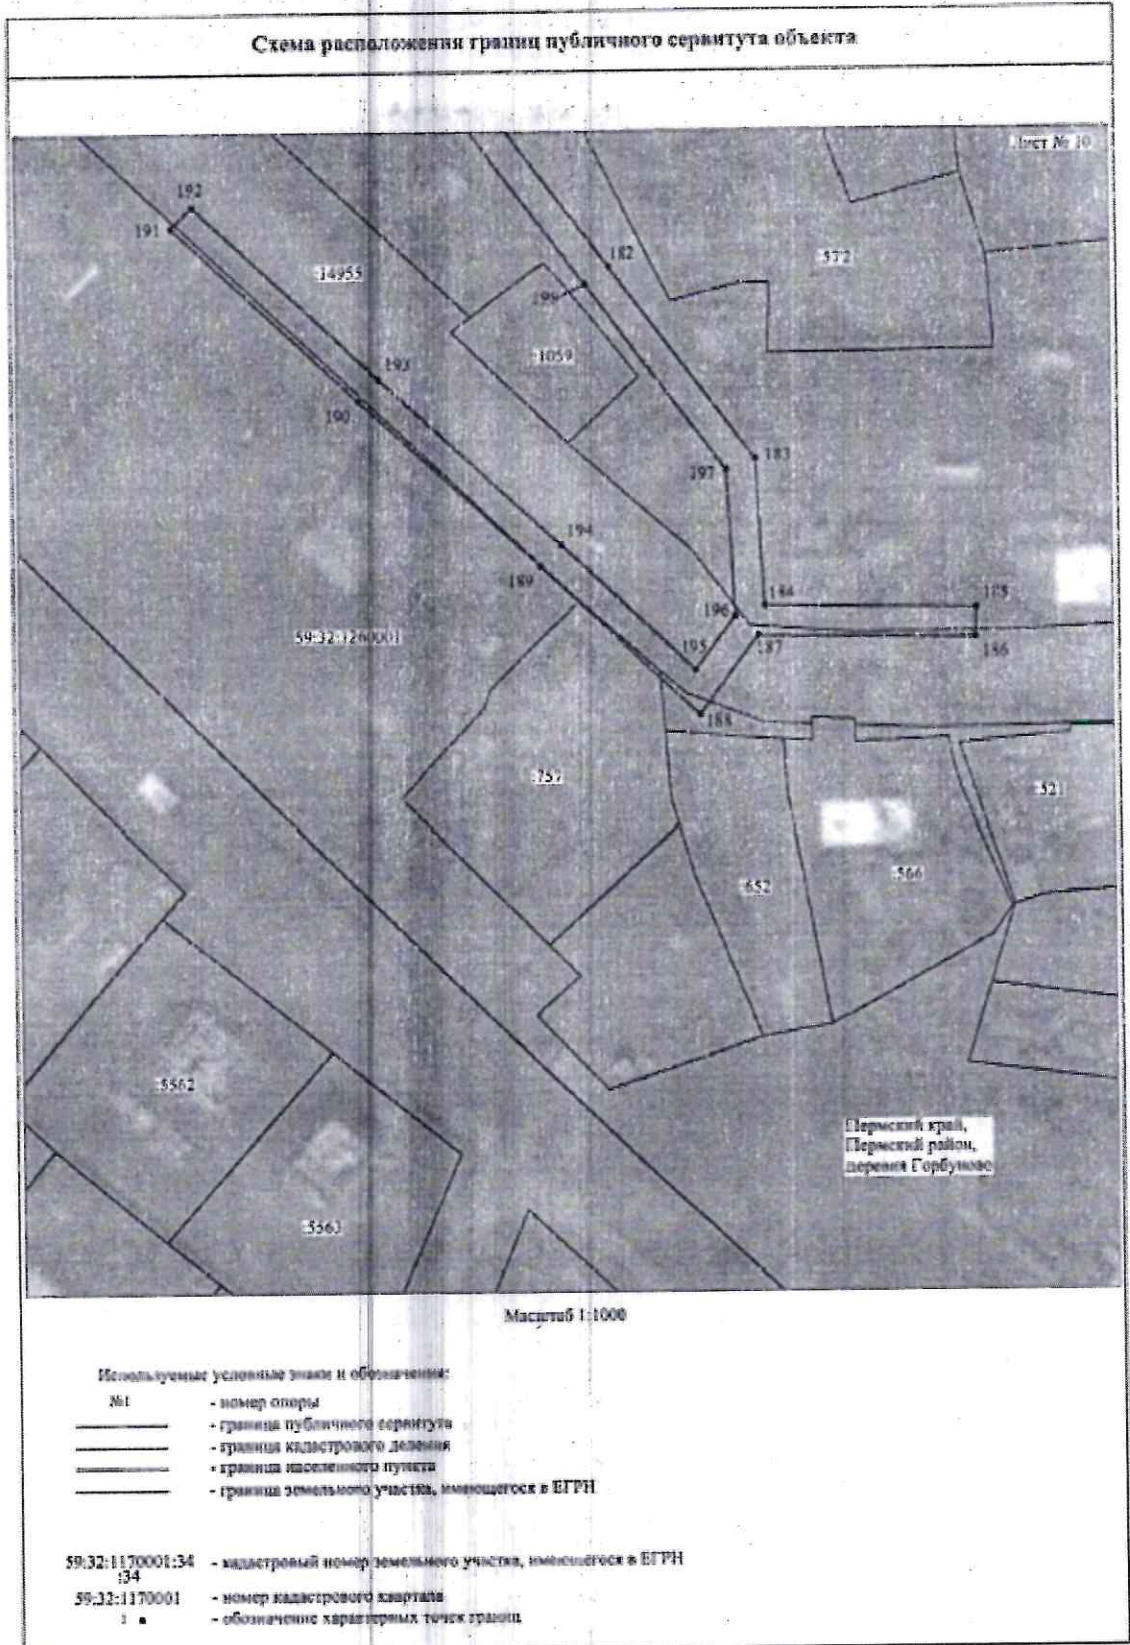 Схема расположения границ публичного сервитута объекта
Лист № 10
192
191
182
:572
:14955
199
:1059
193
190
183
197
194
189
184
185
196
59:32:1260001
195
187
186
188
:757
:521
:566
:652
:5562
Пермский край,
Пермский район,
деревня Горбуново
:5563
Масштаб 1:1000
Используемые условные знаки и обозначения:
№1 - номер опоры
- граница публичного сервитута
- граница кадастрового деления
- граница населенного пункта
- граница земельного участка, имеющегося в ЕГРН
59:32:1170001:34 - кадастровый номер земельного участка, имеющегося в ЕГРН
:34
59:32:1170001 - номер кадастрового квартала
1 - обозначение характерных точек границ